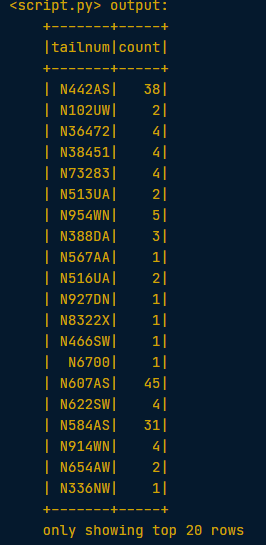 <script.py> output:
+-------+-----+
|tailnum|count|
+-------+-----+
| N442AS|   38|
| N102UW|    2|
| N36472|    4|
| N38451|    4|
| N73283|    4|
| N513UA|    2|
| N954WN|    5|
| N388DA|    3|
| N567AA|    1|
| N516UA|    2|
| N927DN|    1|
| N8322X|    1|
| N466SW|    1|
|  N6700|    1|
| N607AS|   45|
| N622SW|    4|
| N584AS|   31|
| N914WN|    4|
| N654AW|    2|
| N336NW|    1|
+-------+-----+
only showing top 20 rows